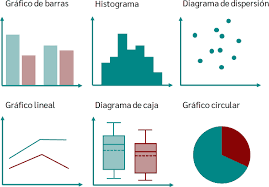 Gráfico de barras
Histograma
Diagrama de dispersión
Gráfico lineal
Diagrama de caja
Gráfico circular